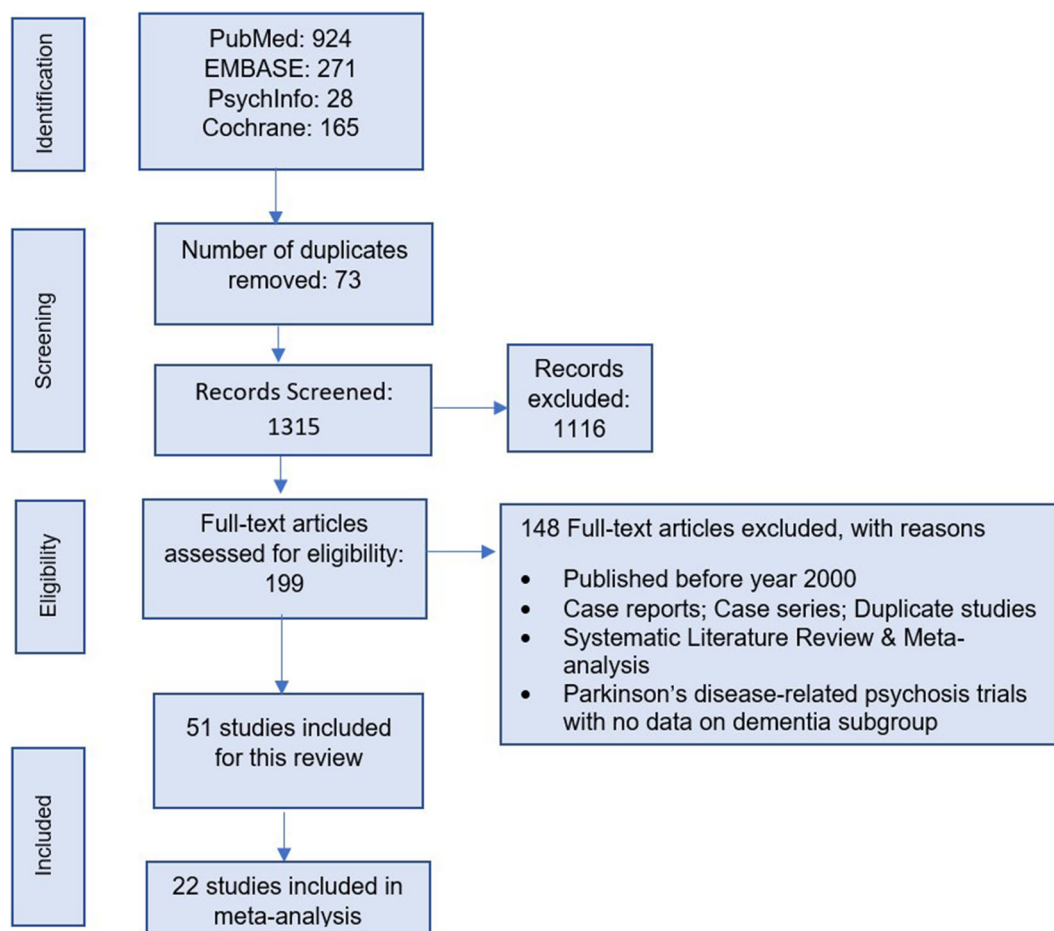 Identification
PubMed: 924
EMBASE: 271
PsychInfo: 28
Cochrane: 165
Screening
Number of duplicates
removed: 73
Records Screened:
1315
Records
excluded:
1116
Eligibility
Full-text articles
assessed for eligibility:
199
148 Full-text articles excluded, with reasons
• Published before year 2000
• Case reports; Case series; Duplicate studies
• Systematic Literature Review & Meta-
analysis
• Parkinson’s disease-related psychosis trials
with no data on dementia subgroup
Included
51 studies included
for this review
22 studies included in
meta-analysis